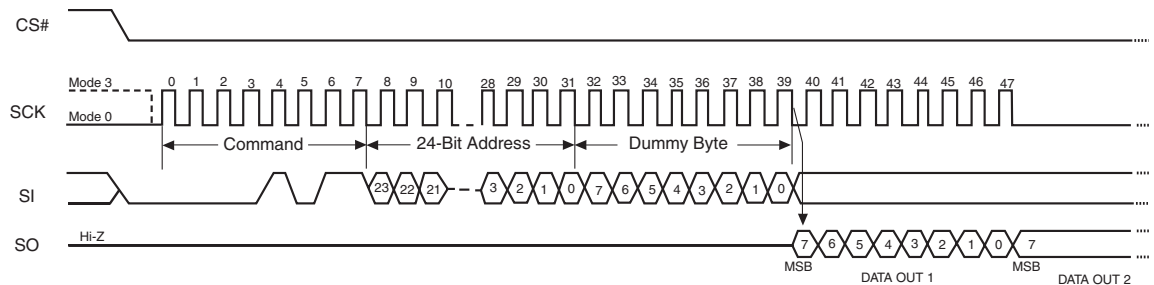 CS#
Mode 3
0 1 2 3 4 5 6 7 8 9 10 28 29 30 31 32 33 34 35 36 37 38 39 40 41 42 43 44 45 46 47
SCK
Mode 0
Command 24-Bit Address Dummy Byte
SI 23 22 21 3 2 1 0 7 6 5 4 3 2 1 0
SO Hi-Z 7 6 5 4 3 2 1 0 7
MSB DATA OUT 1 MSB DATA OUT 2